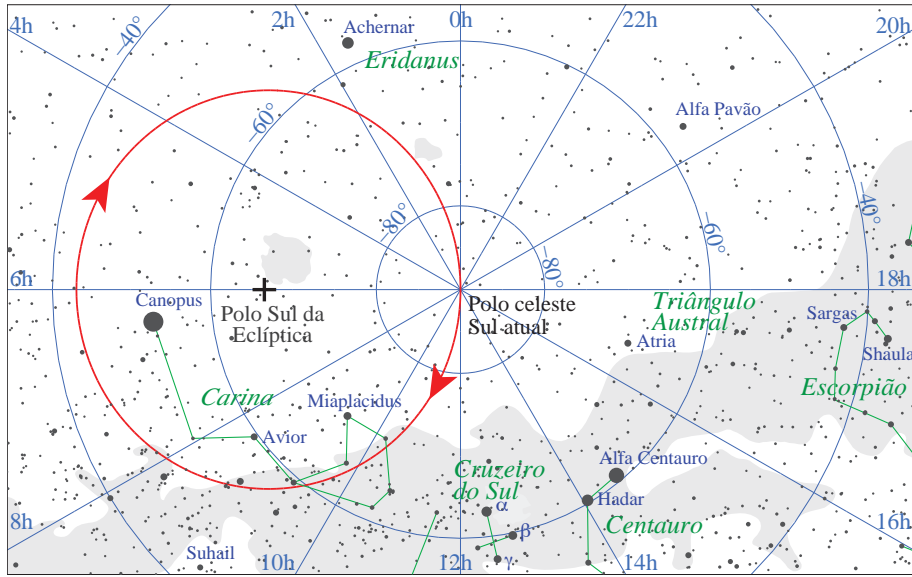 4h
2h
0h
22h
20h
−40°
Achernar
Eridanus
Alfa Pavão
−60°
−80°
−60°
−40°
−80°
6h
18h
Canopus
Polo Sul da
Eclíptica
Polo celeste
Sul atual
Triângulo
Austral
Atria
Sargas
Shaula
Escorpião
Carina
Miaplacidus
Avior
Alfa Centauro
Cruzeiro
do Sul
α
Hadar
Centauro
β
γ
8h
Suhail
10h
12h
14h
16h